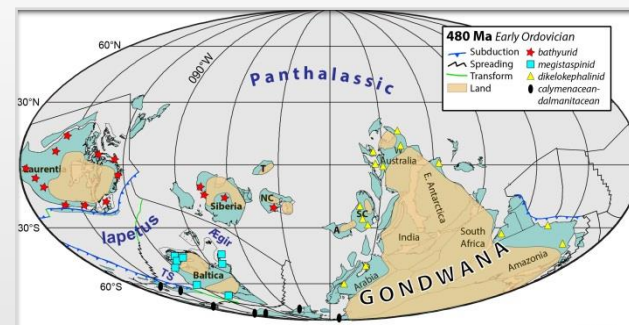 480 Ma Early Ordovician
Subduction
Spreading
Transform
Land
bathyurid
megistaspinid
dikelokephalinid
calymenacean-
dalmanitacean
60°N
090°W
Panthalassic
30°N
Laurentia
Australia
T
Siberia
NC
SC
E. Antarctica
30°S
Iapetus
Ægir
A
India
South
Africa
Amazonia
GONDWANA
Baltica
TS
Arabia
60°S